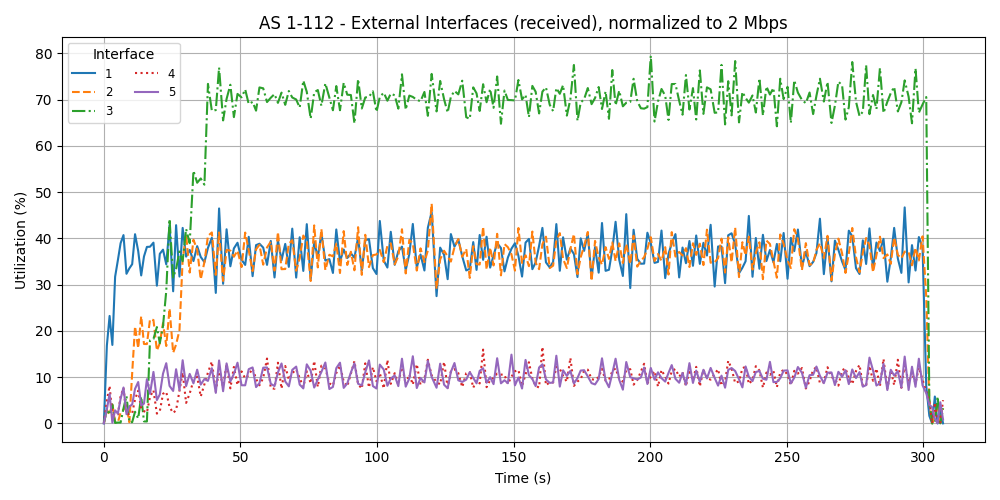 AS 1-112 - External Interfaces (received), normalized to 2 Mbps
Interface
1
2
3
4
5
Utilization (%)
80
70
60
50
40
30
20
10
0
0 50 100 150 200 250 300
Time (s)